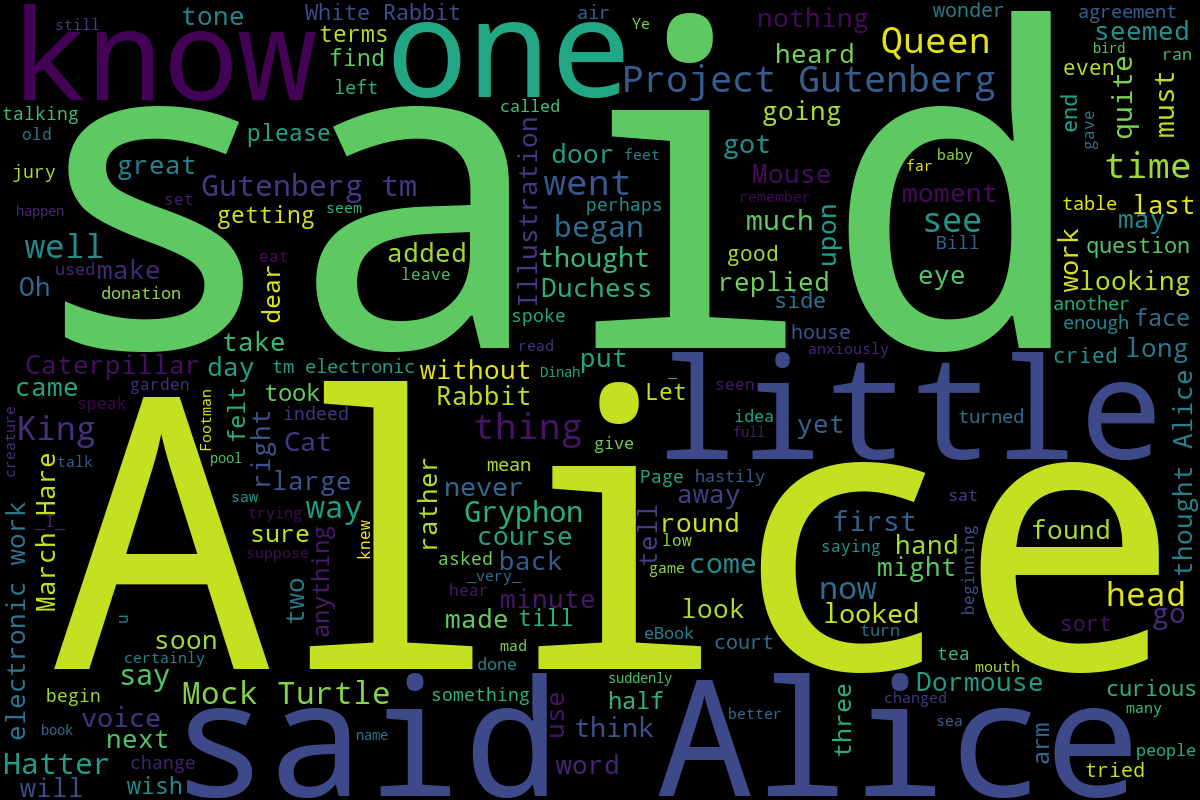 still
White Rabbit
air
Ye
nothing
wonder
agreement
know
one
tone
terms
find
left
heard
Queen
seemed
bird
ran
said
Project Gutenberg
even
talking
called
going
end
gave
quite
must
old
please
Illustration
door
feet
got
far
baby
time
jury
great
Gutenberg tm
went
Mouse
moment
happen
set
getting
seem
perhaps
remember
table
last
well
began
much
upon
see
Bill
work
may
question
used
make
eat
added
thought
good
Oh
donation
dear
leave
Duchess
replied
eye
looking
side
another
spoke
house
enough
face
take
read
anxiously
cried
long
Caterpillar
day
tm electronic
without
Dinah
put
_
little
came
garden
took
Rabbit
Let
seen
thought Alice
speak
Footman
felt
indeed
idea
turned
creature
King
right
Cat
thing
give
full
yet
talk
pool
mean
Page
hastily
March Hare
saw
rlarge
rather
never
away
sat
_I_
trying
way
Gryphon
round
first
found
Alice
sure
knew
course
tell
low
saying
hand
electronic work
suppose
anything
asked
back
game
come
might
beginning
two
_very_
hear
minute
now
head
u
made
till
look
looked
go
soon
mad
eBook
court
turn
sort
certainly
done
tea
say
suddenly
mouth
begin
Mock Turtle
something
half
Dormouse
curious
voice
said Alice
use
better
three
changed
many
book
next
name
think
sea
arm
Hatter
change
word
people
will
wish
tried